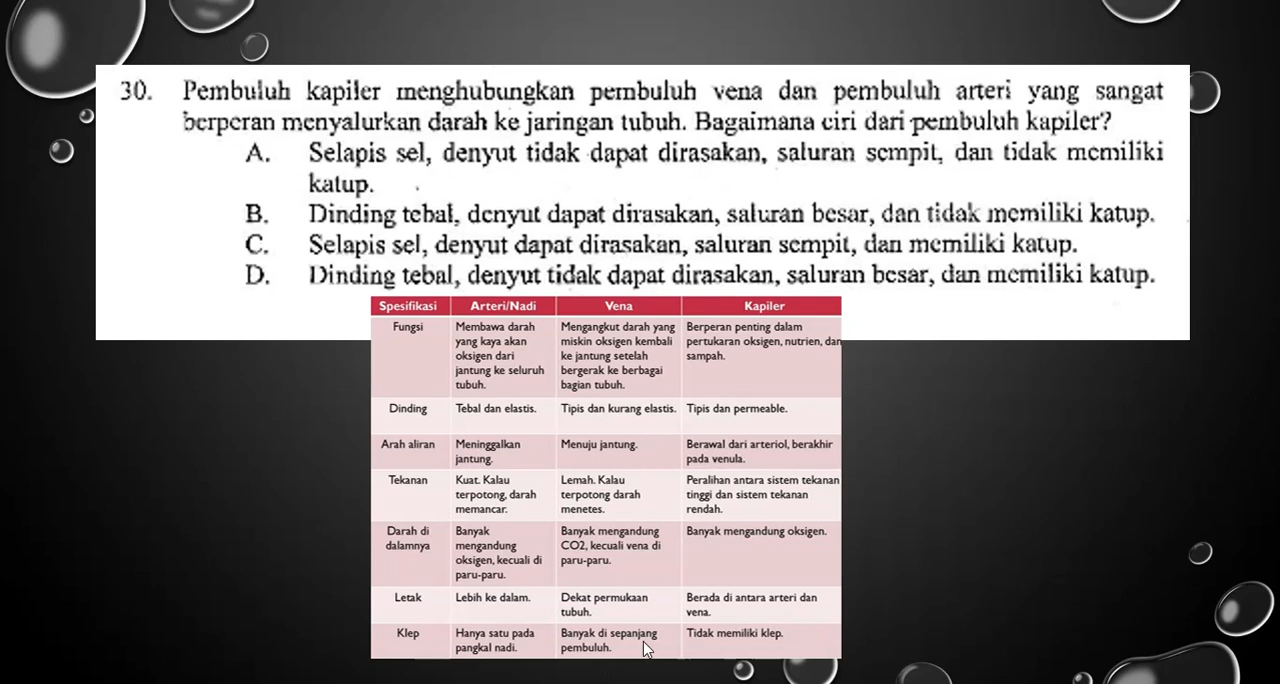 30. Pembuluh kapiler menghubungkan pembuluh vena dan pembuluh arteri yang sangat
berperan menyalurkan darah ke jaringan tubuh. Bagaimana ciri dari pembuluh kapiler?
A. Selapis sel, denyut tidak dapat dirasakan, saluran sempit, dan tidak memiliki
katup.
B. Dinding tebal, denyut dapat dirasakan, saluran besar, dan tidak memiliki katup.
C. Selapis sel, denyut dapat dirasakan, saluran sempit, dan memiliki katup.
D. Dinding tebal, denyut tidak dapat dirasakan, saluran besar, dan memiliki katup.
Spesifikasi Arteri/Nadi Vena Kapiler
Fungsi Membawa darah Mengangkut darah yang Berperan penting dalam
yang kaya akan miskin oksigen kembali pertukaran oksigen, nutrien, dan
oksigen dari ke jantung setelah sampah.
jantung ke seluruh bergerak ke berbagai
tubuh. bagian tubuh.
Dinding Tebal dan elastis. Tipis dan kurang elastis. Tipis dan permeable.
Arah aliran Meninggalkan Menuju jantung. Berawal dari arteriol, berakhir
jantung. pada venula.
Tekanan Kuat. Kalau Lemah. Kalau Peralihan antara sistem tekanan
terpotong, darah terpotong darah tinggi dan sistem tekanan
memancar. menetes. rendah.
Darah di Banyak Banyak mengandung Banyak mengandung oksigen.
dalamnya mengandung CO2, kecuali vena di
oksigen, kecuali di paru-paru.
paru-paru.
Letak Lebih ke dalam. Dekat permukaan Berada di antara arteri dan
tubuh. vena.
Klep Hanya satu pada Banyak di sepanjang Tidak memiliki klep.
pangkal nadi. pembuluh.